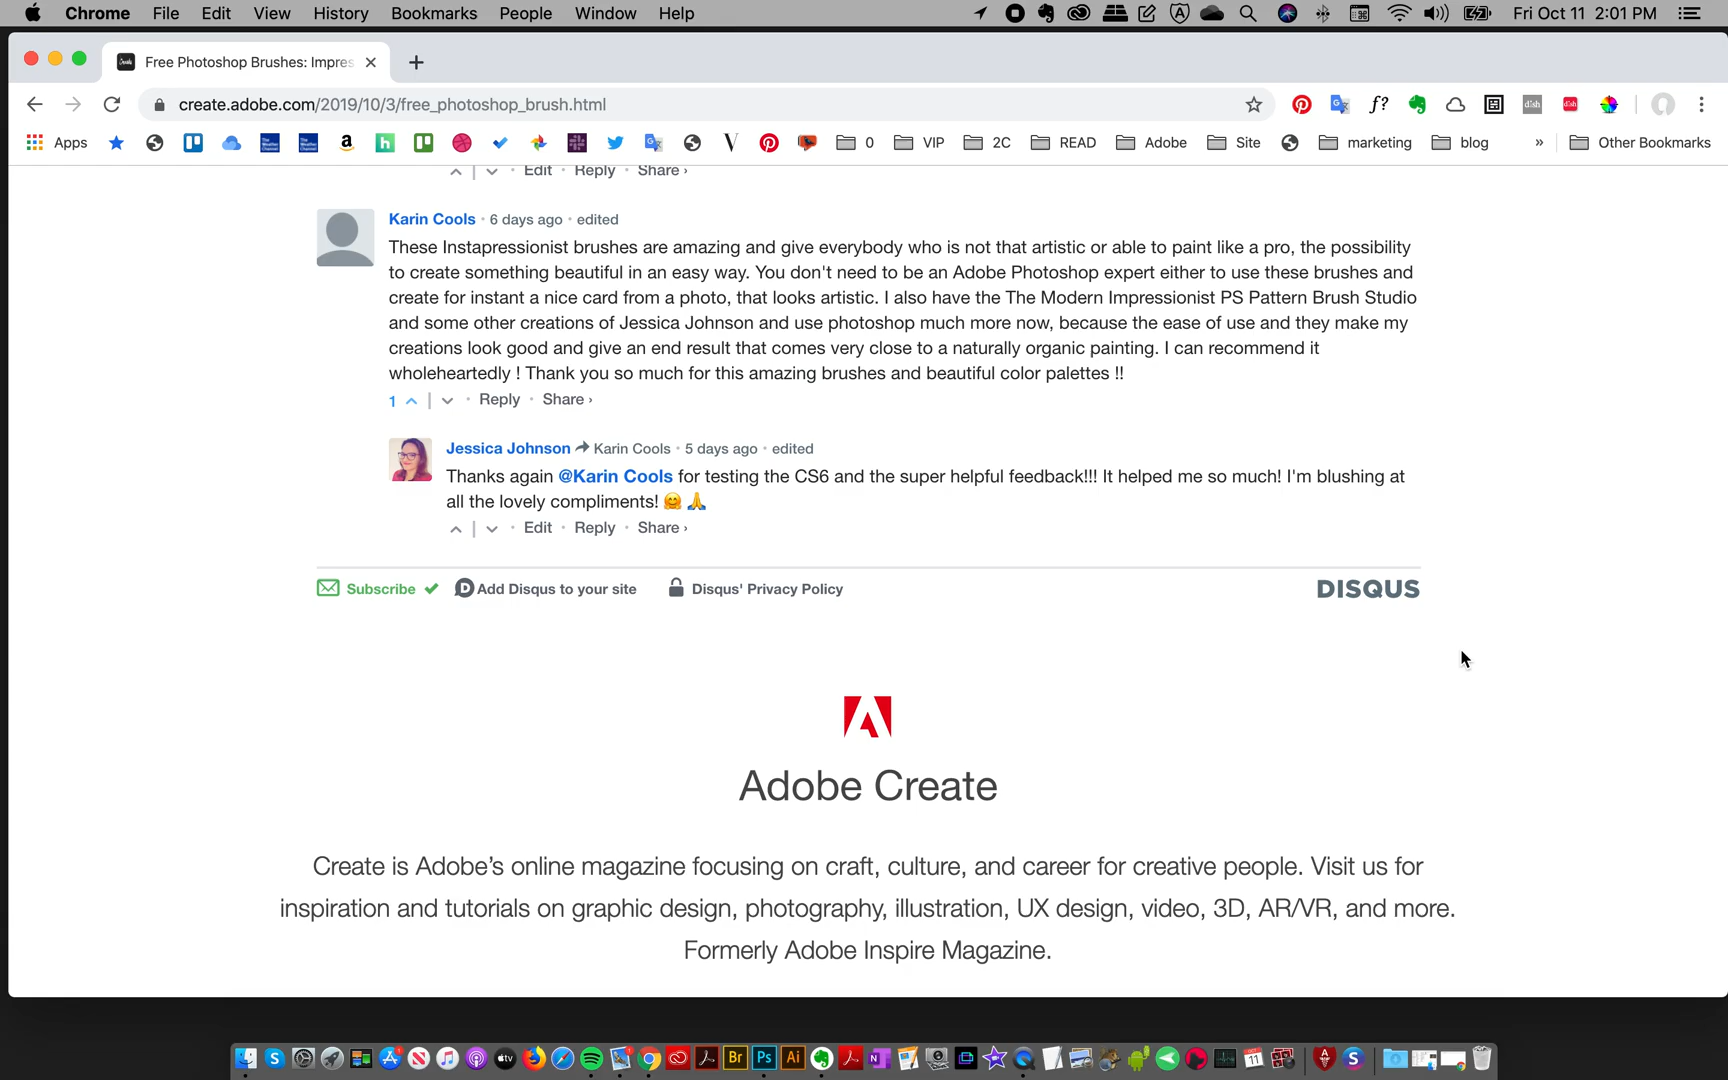 Chrome File Edit View History Bookmarks People Window Help Fri Oct 11 2:01 PM
Free Photoshop Brushes: Impres
create.adobe.com/2019/10/3/free_photoshop_brush.html
Apps 0 VIP 2C READ Adobe Site marketing blog » Other Bookmarks
Edit · Reply · Share ›
Karin Cools · 6 days ago · edited
These Instapressionist brushes are amazing and give everybody who is not that artistic or able to paint like a pro, the possibility
to create something beautiful in an easy way. You don't need to be an Adobe Photoshop expert either to use these brushes and
create for instant a nice card from a photo, that looks artistic. I also have the The Modern Impressionist PS Pattern Brush Studio
and some other creations of Jessica Johnson and use photoshop much more now, because the ease of use and they make my
creations look good and give an end result that comes very close to a naturally organic painting. I can recommend it
wholeheartedly ! Thank you so much for this amazing brushes and beautiful color palettes !!
1 · Reply · Share ›
Jessica Johnson Karin Cools · 5 days ago · edited
Thanks again @Karin Cools for testing the CS6 and the super helpful feedback!!! It helped me so much! I'm blushing at
all the lovely compliments! 🤗 🙏
· Edit · Reply · Share ›
Subscribe ✔ Add Disqus to your site Disqus' Privacy Policy DISQUS
Adobe Create
Create is Adobe’s online magazine focusing on craft, culture, and career for creative people. Visit us for
inspiration and tutorials on graphic design, photography, illustration, UX design, video, 3D, AR/VR, and more.
Formerly Adobe Inspire Magazine.
Br Ps Ai